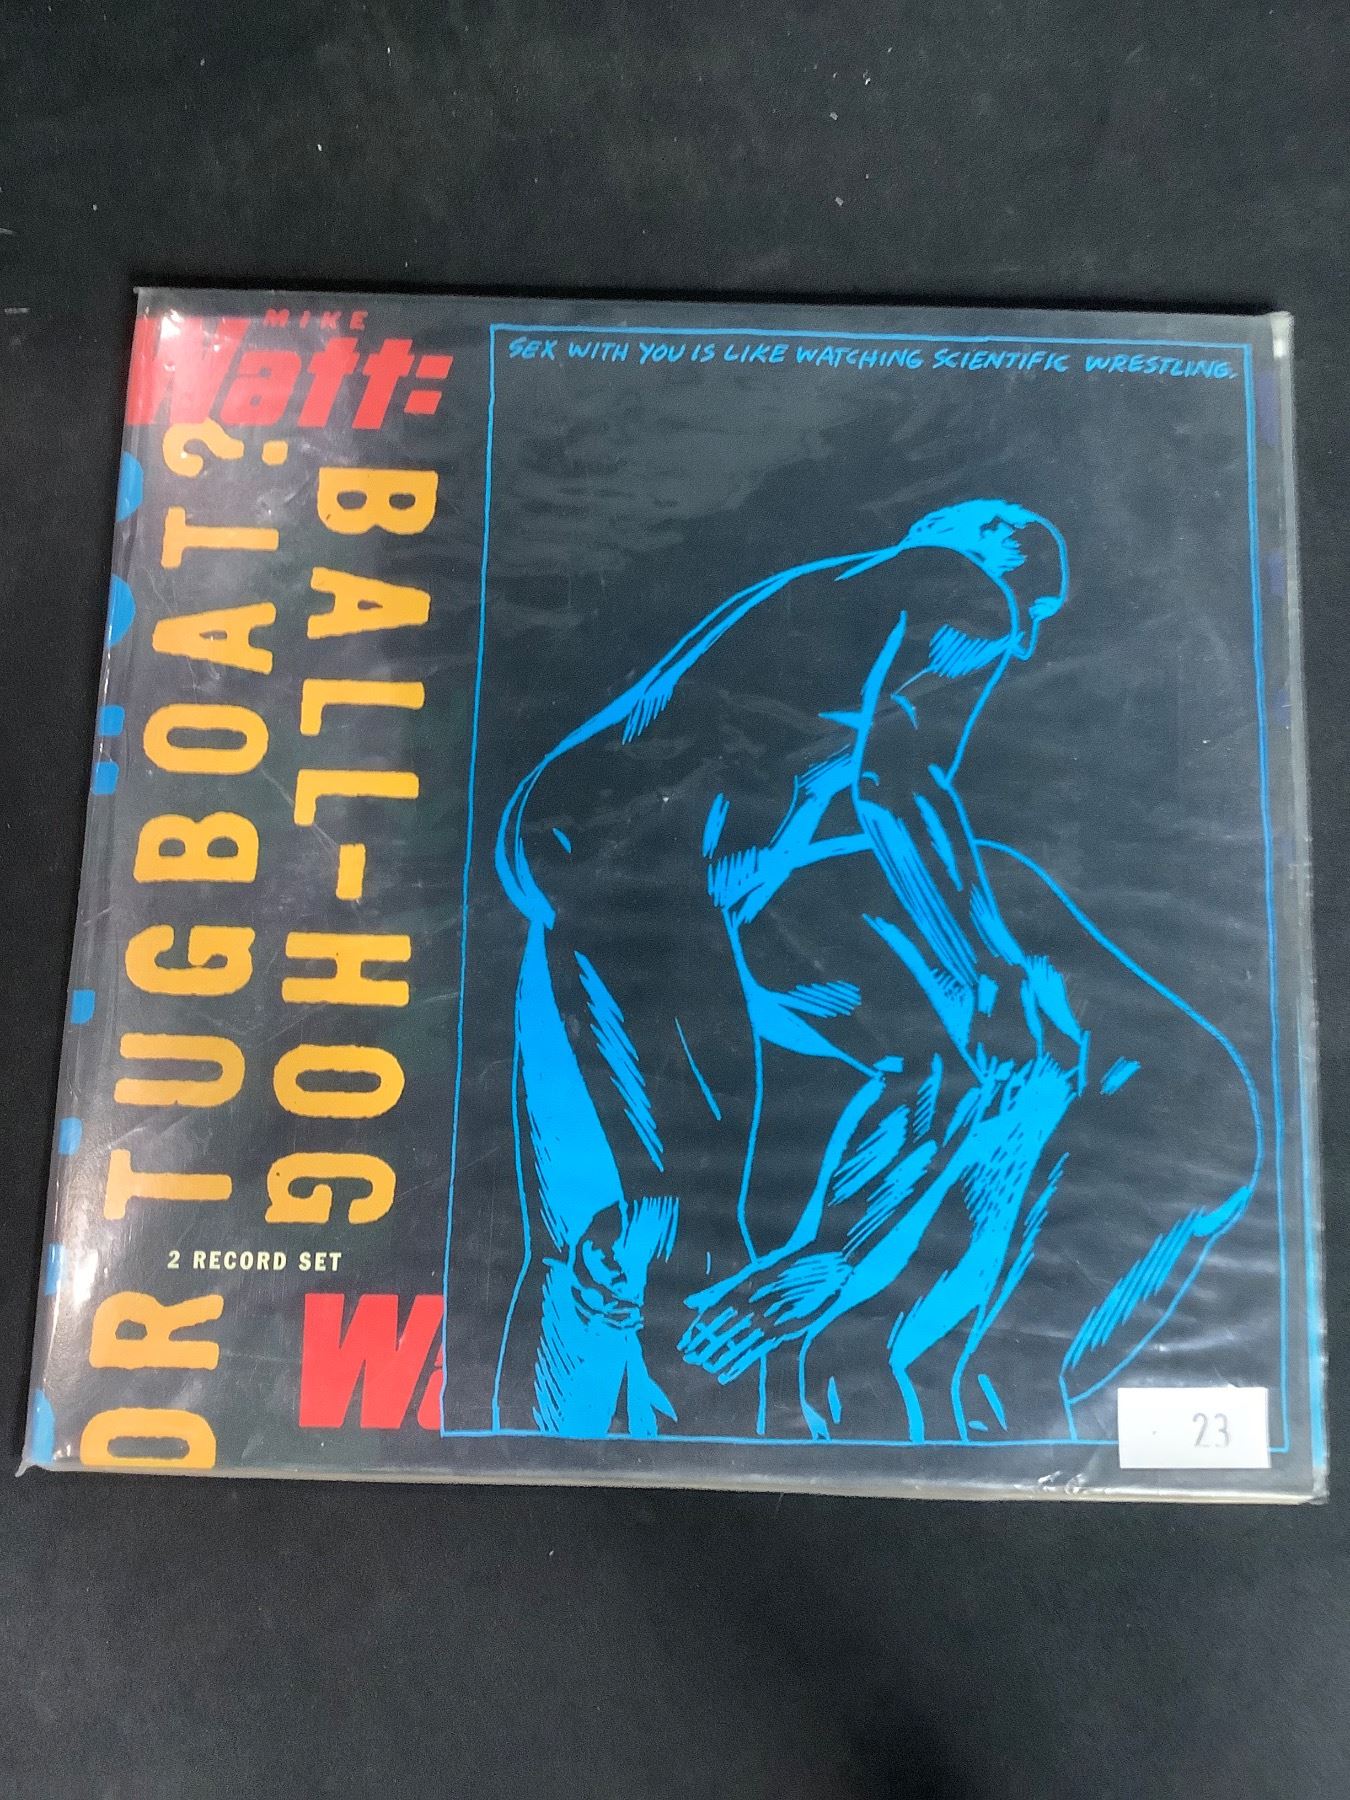 MIKE
Watt:
BALL-HOG
OR TUGBOAT?
2 RECORD SET
SEX WITH YOU IS LIKE WATCHING SCIENTIFIC WRESTLING.
23